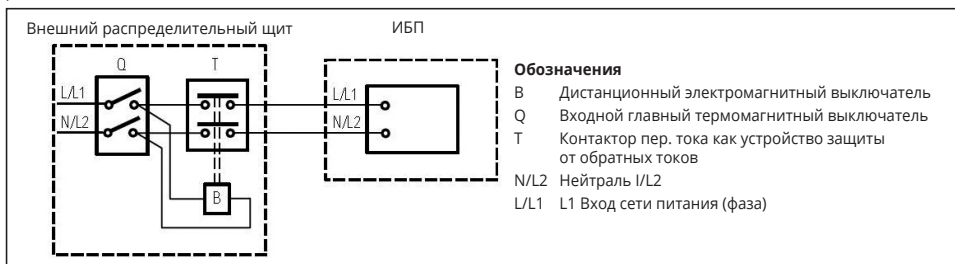 Внешний распределительный щит
ИБП
Q
T
L/L1
N/L2
B
L/L1
N/L2
Обозначения
B Дистанционный электромагнитный выключатель
Q Входной главный термомагнитный выключатель
T Контактор пер. тока как устройство защиты
от обратных токов
N/L2 Нейтраль l/L2
L/L1 L1 Вход сети питания (фаза)